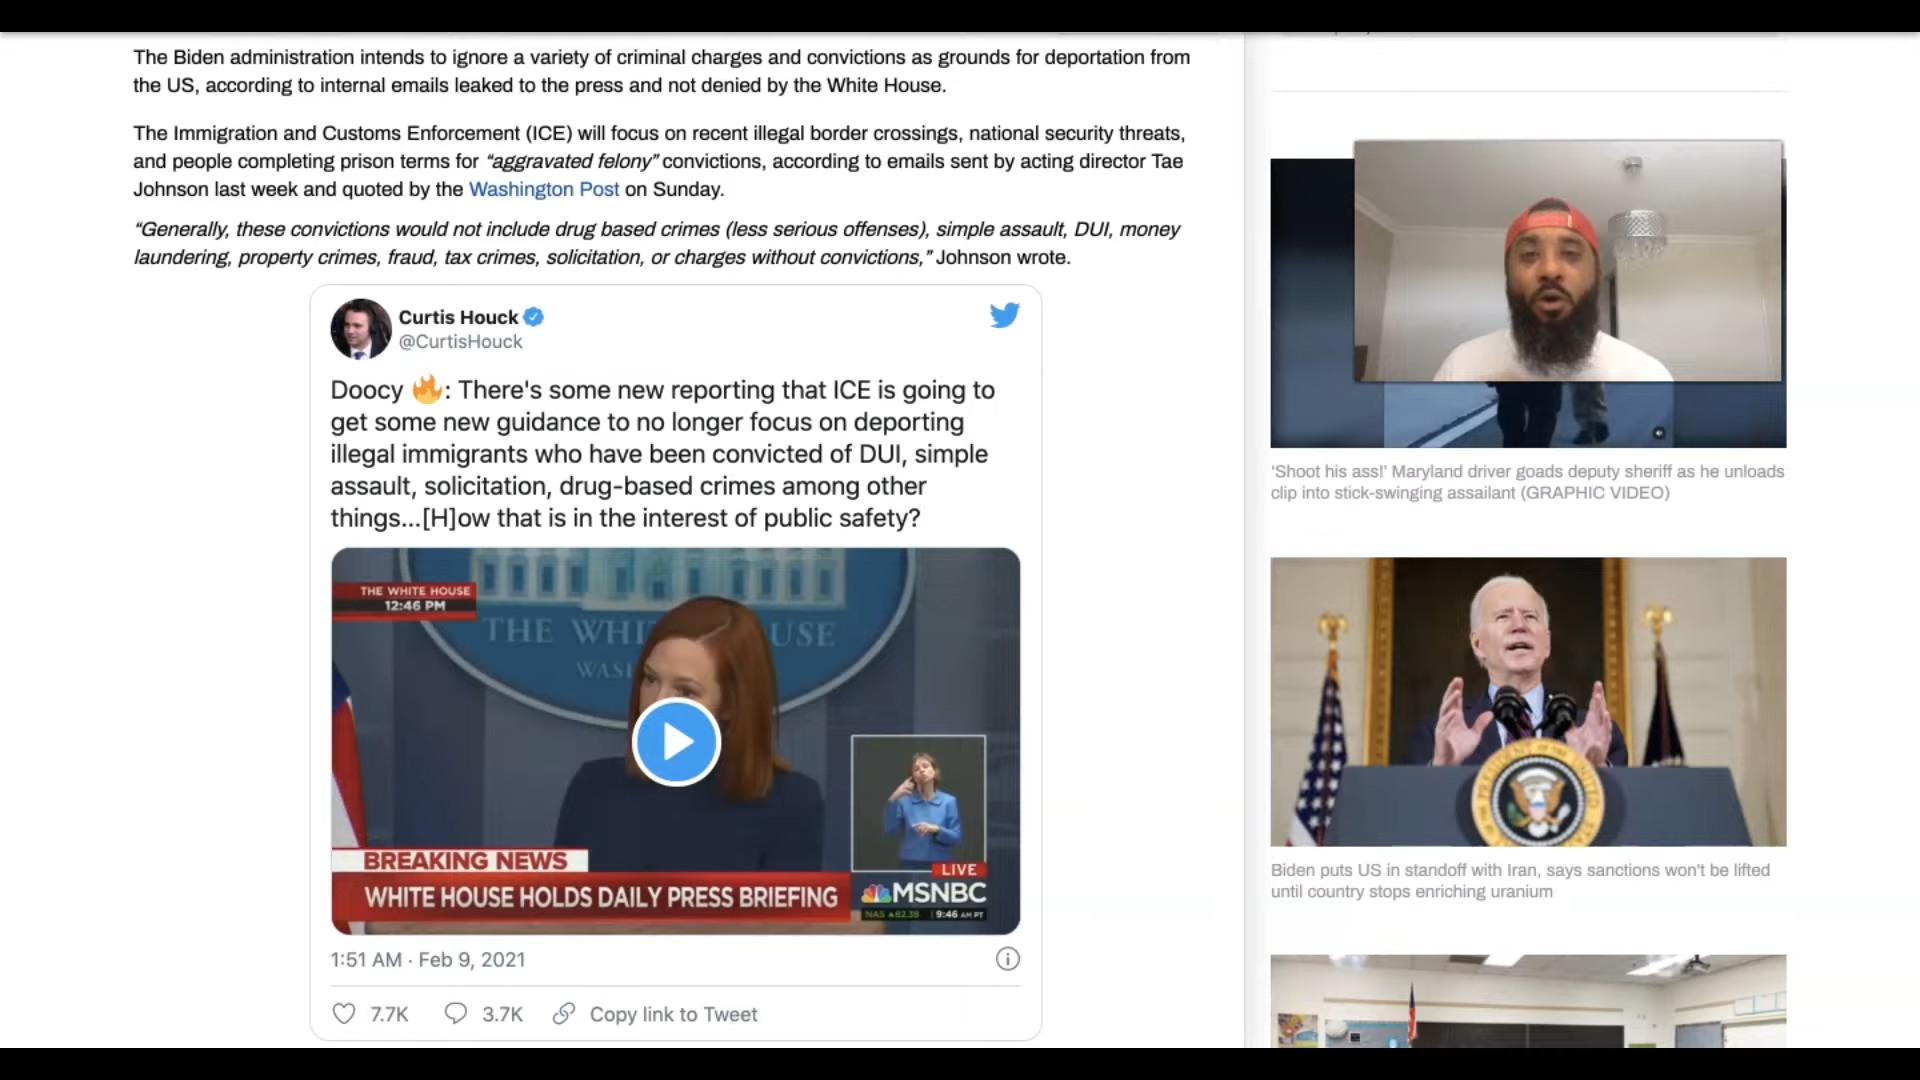 The Biden administration intends to ignore a variety of criminal charges and convictions as grounds for deportation from
the US, according to internal emails leaked to the press and not denied by the White House.
The Immigration and Customs Enforcement (ICE) will focus on recent illegal border crossings, national security threats,
and people completing prison terms for “aggravated felony” convictions, according to emails sent by acting director Tae
Johnson last week and quoted by the Washington Post on Sunday.
“Generally, these convictions would not include drug based crimes (less serious offenses), simple assault, DUI, money
laundering, property crimes, fraud, tax crimes, solicitation, or charges without convictions,” Johnson wrote.
Curtis Houck
@CurtisHouck
Doocy 🔥: There's some new reporting that ICE is going to
get some new guidance to no longer focus on deporting
illegal immigrants who have been convicted of DUI, simple
assault, solicitation, drug-based crimes among other
things...[H]ow that is in the interest of public safety?
THE WHITE HOUSE
12:46 PM
THE WHI USE
WAS
BREAKING NEWS
WHITE HOUSE HOLDS DAILY PRESS BRIEFING
LIVE
MSNBC
NAS ▲82.38 9:46 AM PT
1:51 AM · Feb 9, 2021
7.7K 3.7K Copy link to Tweet
‘Shoot his ass!’ Maryland driver goads deputy sheriff as he unloads
clip into stick-swinging assailant (GRAPHIC VIDEO)
Biden puts US in standoff with Iran, says sanctions won't be lifted
until country stops enriching uranium